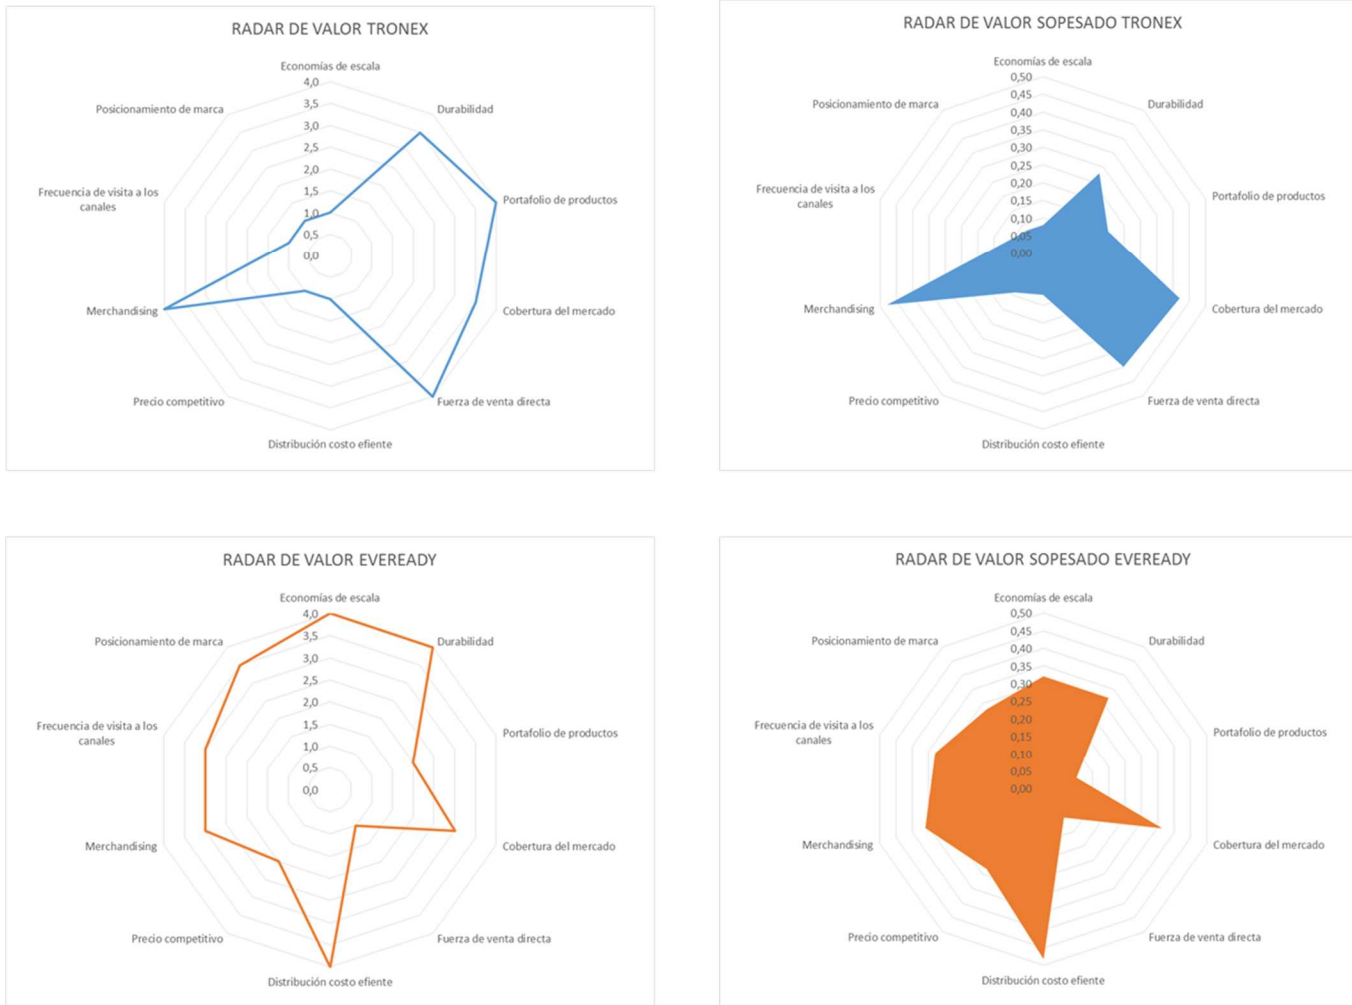 RADAR DE VALOR TRONEX
Economías de escala
4,0
3,5
3,0
2,5
2,0
1,5
1,0
0,5
0,0
Durabilidad
Portafolio de productos
Cobertura del mercado
Fuerza de venta directa
Distribución costo efiente
Precio competitivo
Merchandising
Frecuencia de visita a los
canales
Posicionamiento de marca
RADAR DE VALOR SOPESADO TRONEX
Economías de escala
0,50
0,45
0,40
0,35
0,30
0,25
0,20
0,15
0,10
0,05
0,00
Durabilidad
Portafolio de productos
Cobertura del mercado
Fuerza de venta directa
Distribución costo efiente
Precio competitivo
Merchandising
Frecuencia de visita a los
canales
Posicionamiento de marca
RADAR DE VALOR EVEREADY
Economías de escala
4,0
3,5
3,0
2,5
2,0
1,5
1,0
0,5
0,0
Durabilidad
Portafolio de productos
Cobertura del mercado
Fuerza de venta directa
Distribución costo efiente
Precio competitivo
Merchandising
Frecuencia de visita a los
canales
Posicionamiento de marca
RADAR DE VALOR SOPESADO EVEREADY
Economías de escala
0,50
0,45
0,40
0,35
0,30
0,25
0,20
0,15
0,10
0,05
0,00
Durabilidad
Portafolio de productos
Cobertura del mercado
Fuerza de venta directa
Distribución costo efiente
Precio competitivo
Merchandising
Frecuencia de visita a los
canales
Posicionamiento de marca